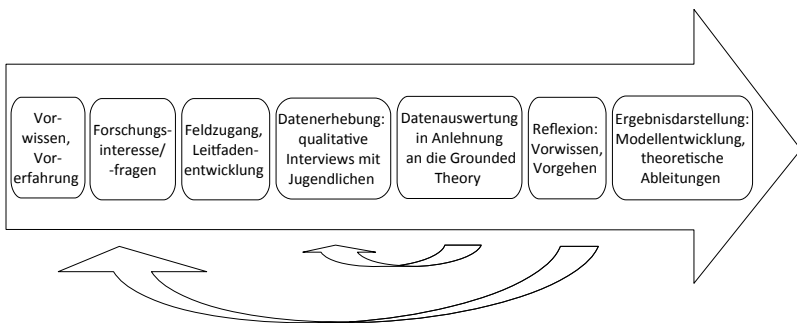 Vor-
wissen,
Vor-
erfahrung
Forschungs-
interesse/
-fragen
Feldzugang,
Leitfaden-
entwicklung
Datenerhebung:
qualitative
Interviews mit
Jugendlichen
Datenauswertung
in Anlehnung
an die Grounded
Theory
Reflexion:
Vorwissen,
Vorgehen
Ergebnisdarstellung:
Modellentwicklung,
theoretische
Ableitungen